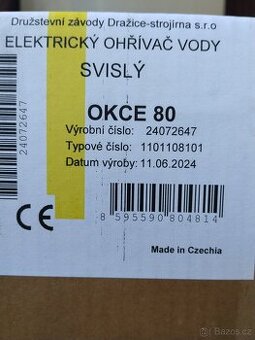 Družstevní závody Dražice-strojírna s.r.o
ELEKTRICKÝ OHŘÍVAČ VODY
SVISLÝ
OKCE 80
Výrobní číslo: 24072647
Typové číslo: 1101108101
Datum výroby: 11.06.2024
24072647
CE
8 595590 804814
Made in Czechia
Bazos.cz